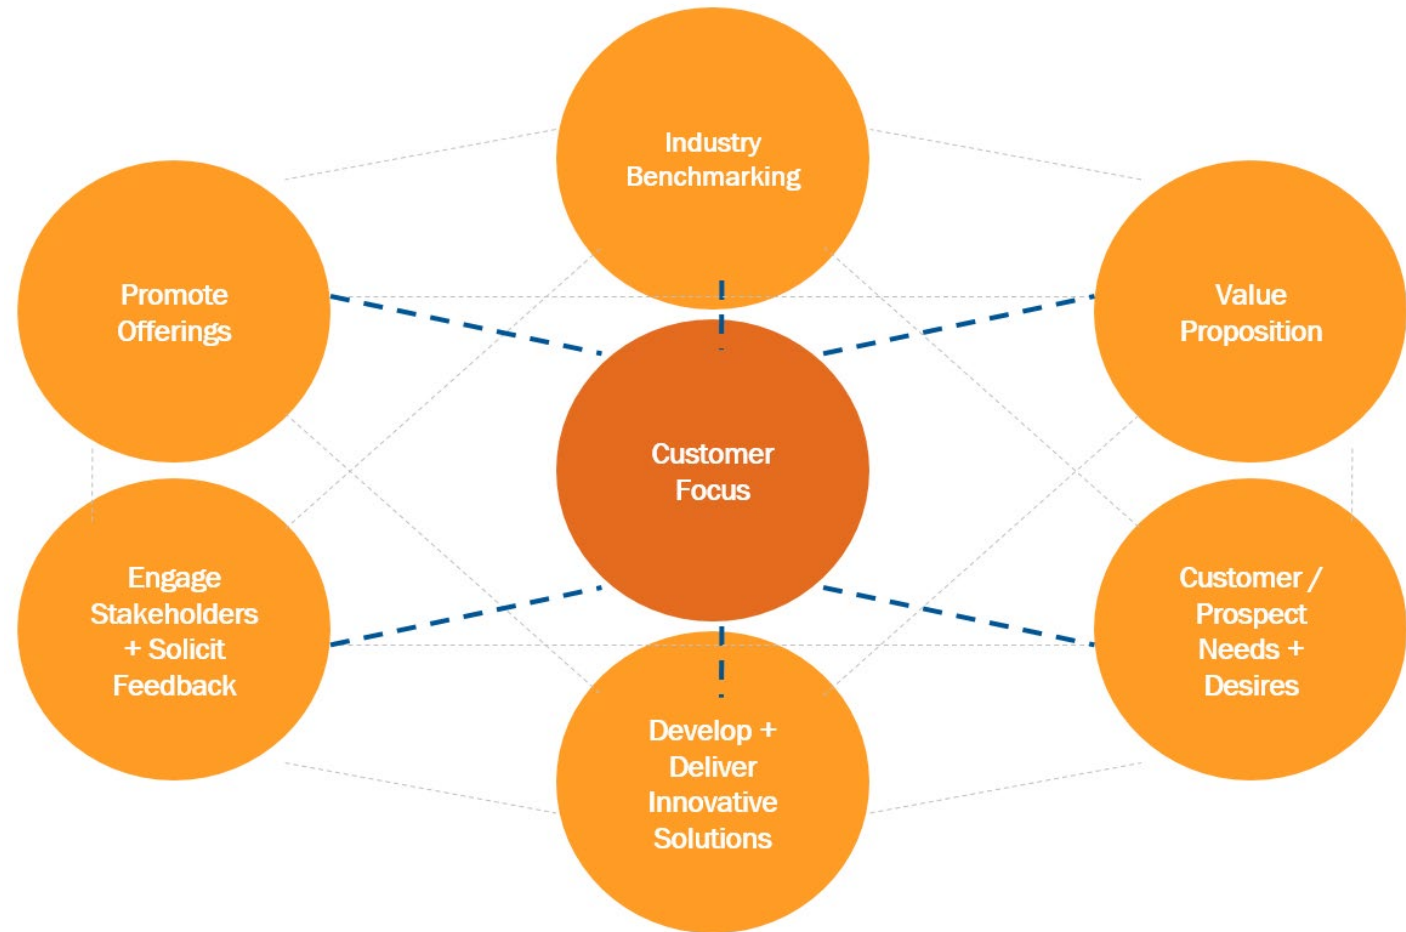 Industry
Benchmarking
Promote
Offerings
Value
Proposition
Customer
Focus
Engage
Stakeholders
+ Solicit
Feedback
Customer /
Prospect
Needs +
Desires
Develop +
Deliver
Innovative
Solutions